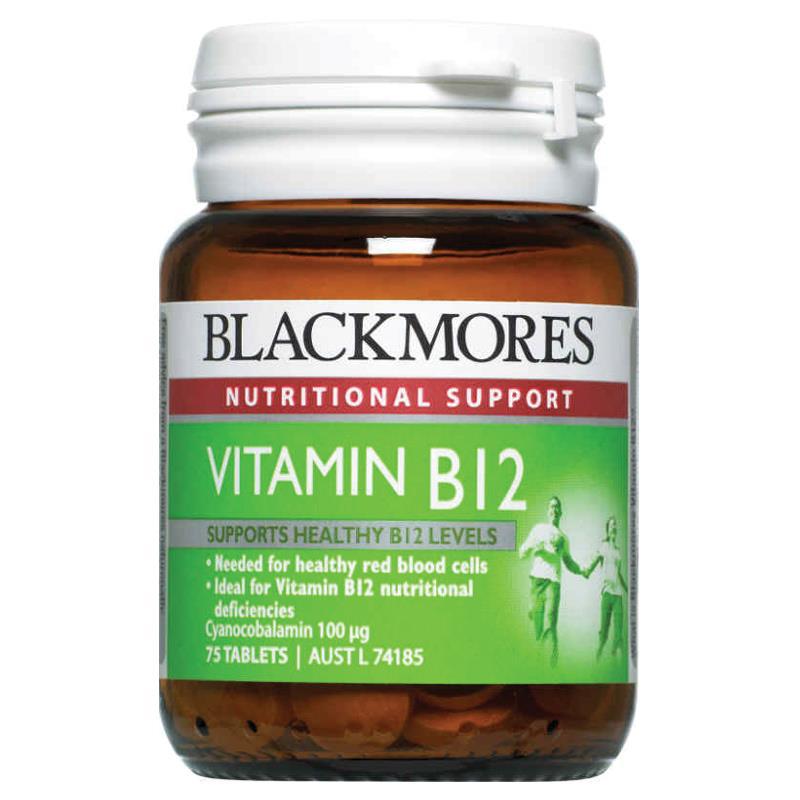 BLACKMORES
NUTRITIONAL SUPPORT
VITAMIN B12
SUPPORTS HEALTHY B12 LEVELS
• Needed for healthy red blood cells
• Ideal for Vitamin B12 nutritional
deficiencies
Cyanocobalamin 100 µg
75 TABLETS | AUST L 74185